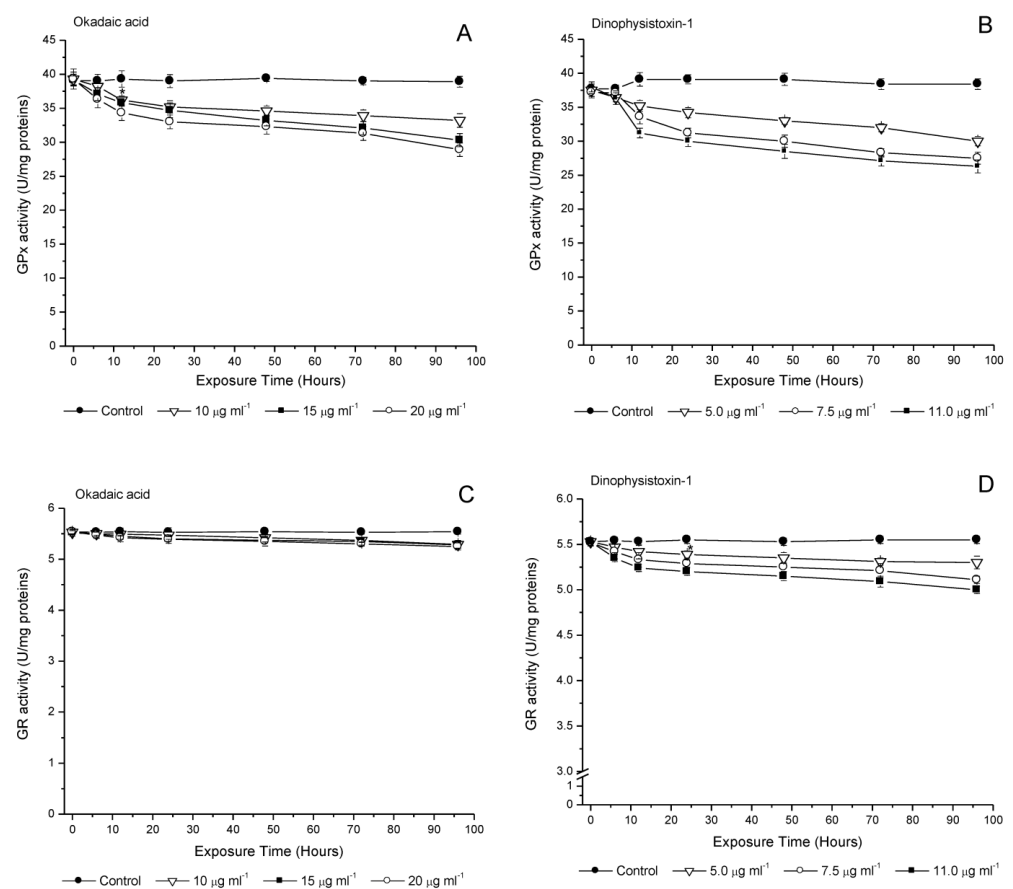 Okadaic acid
A
45
40
35
30
25
20
15
10
5
0
GPx activity (U/mg proteins)
0 10 20 30 40 50 60 70 80 90 100
Exposure Time (Hours)
Control 10 μg ml⁻¹ 15 μg ml⁻¹ 20 μg ml⁻¹
*
Dinophysistoxin-1
B
45
40
35
30
25
20
15
10
5
0
GPx activity (U/mg protein)
0 10 20 30 40 50 60 70 80 90 100
Exposure Time (Hours)
Control 5.0 μg ml⁻¹ 7.5 μg ml⁻¹ 11.0 μg ml⁻¹
Okadaic acid
C
6
5
4
3
2
1
0
GR activity (U/mg proteins)
0 10 20 30 40 50 60 70 80 90 100
Exposure Time (Hours)
Control 10 μg ml⁻¹ 15 μg ml⁻¹ 20 μg ml⁻¹
Dinophysistoxin-1
D
6.0
5.5
5.0
4.5
4.0
3.5
3.0
1
0
GR activity (U/mg proteins)
*
0 10 20 30 40 50 60 70 80 90 100
Exposure Time (Hours)
Control 5.0 μg ml⁻¹ 7.5 μg ml⁻¹ 11.0 μg ml⁻¹